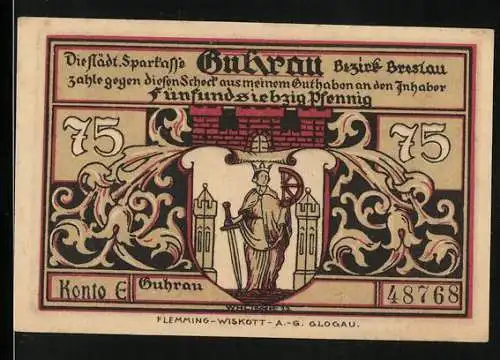 Die städt. Sparkasse Guhrau Bezirk Breslau
zahle gegen diesen Scheck aus meinem Guthaben an den Inhaber
Fünfundsiebzig Pfennig
75 75
Konto E Guhrau 48768
FLEMMING-WISKOTT-A.-G. GLOGAU.